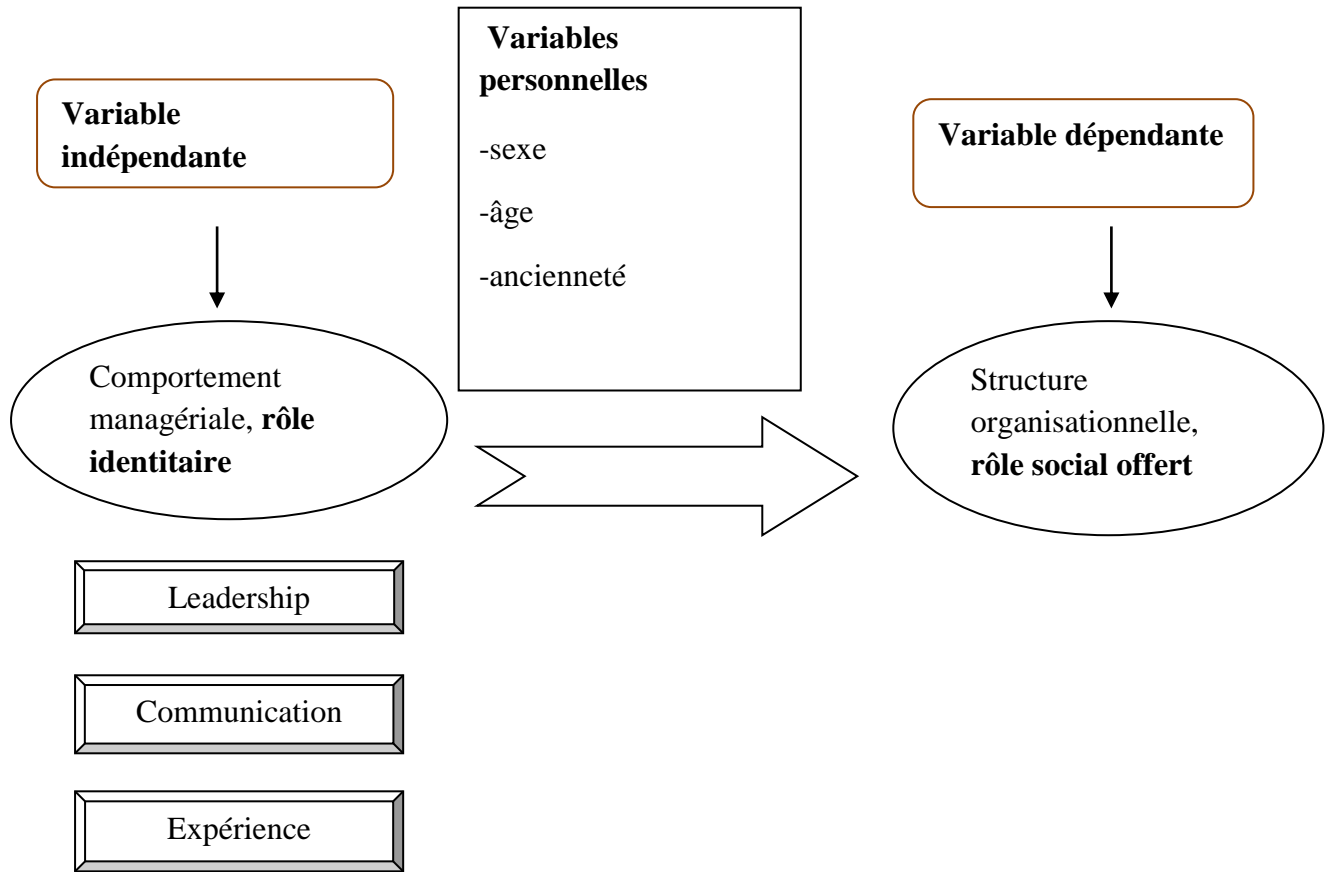 Variable
indépendante
Variables
personnelles
-sexe
-âge
-ancienneté
Variable dépendante
Comportement
managériale, rôle
identitaire
Structure
organisationnelle,
rôle social offert
Leadership
Communication
Expérience